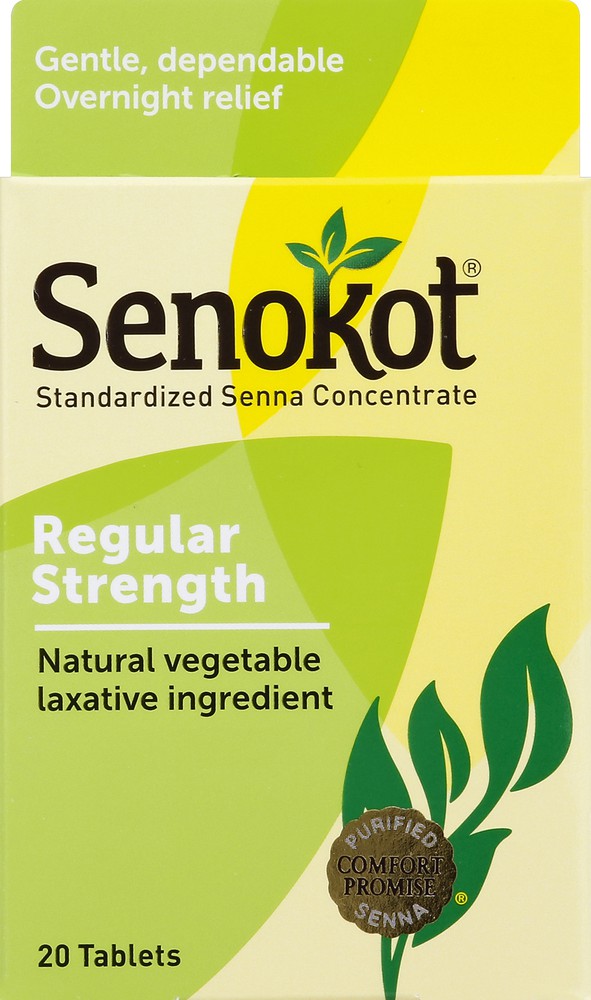 Gentle, dependable
Overnight relief
Senokot®
Standardized Senna Concentrate
Regular
Strength
Natural vegetable
laxative ingredient
PURIFIED
COMFORT
PROMISE
SENNA
®
20 Tablets